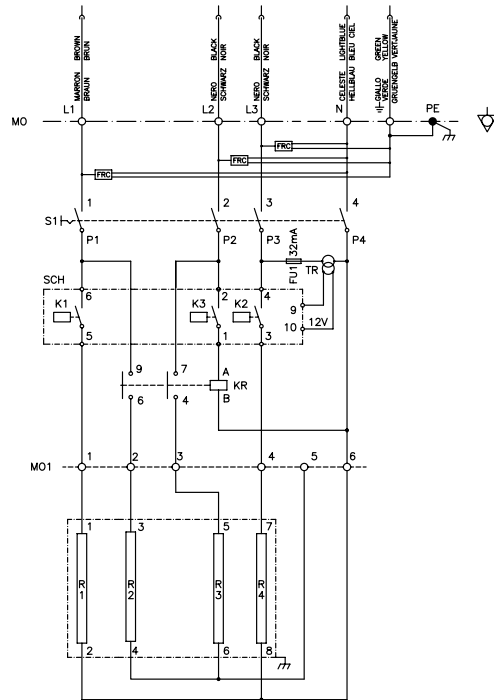 MARRON BROWN
BRAUN BRUN
NERO BLACK
SCHWARZ NOIR
NERO BLACK
SCHWARZ NOIR
CELESTE LIGHTBLUE
HELLBLAU BLEU CIEL
GIALLO GREEN
VERDE YELLOW
GRUENGELB VERTJAUNE
L1 L2 L3 N PE
MO
FRC
FRC
FRC
1 2 3 4
S1
P1 P2 P3 P4
FU1 32mA TR
SCH
6 2 4 9
K1 K3 K2
10 12V
5 1 3
9 7 A
KR
6 4 B
1 2 3 4 5 6
MO1
1 3 5 7
R1 R2 R3 R4
2 4 6 8